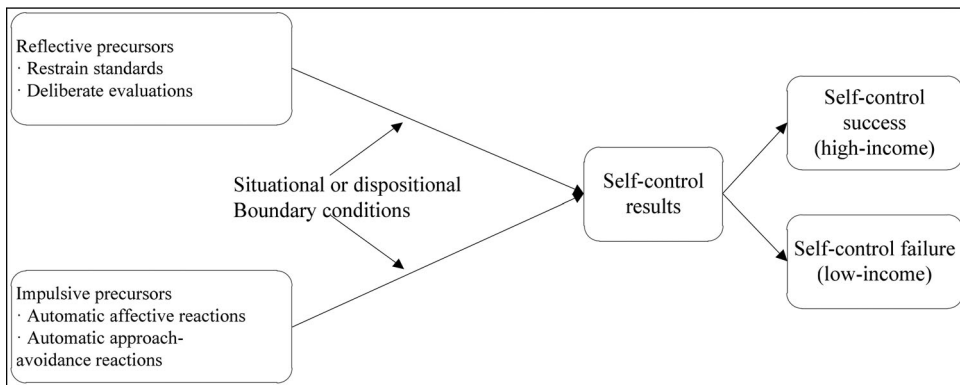 Reflective precursors
· Restrain standards
· Deliberate evaluations
Situational or dispositional
Boundary conditions
Impulsive precursors
· Automatic affective reactions
· Automatic approach-
avoidance reactions
Self-control
results
Self-control
success
(high-income)
Self-control failure
(low-income)